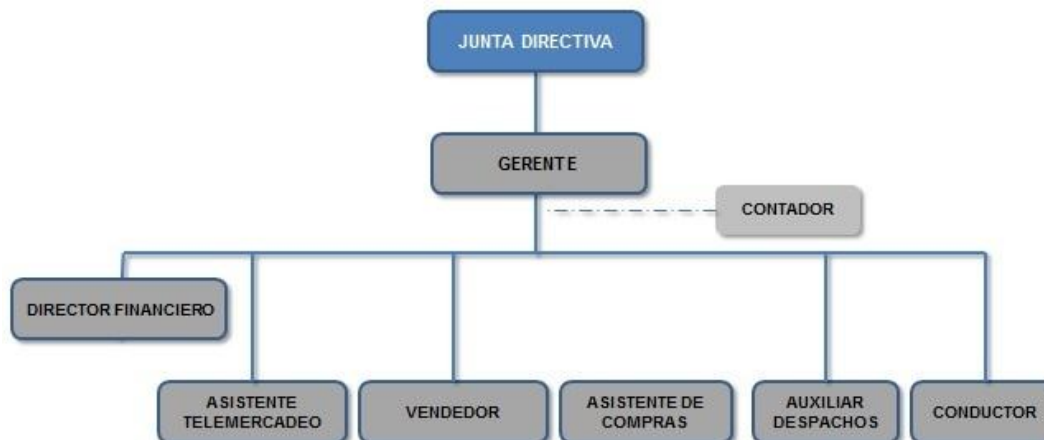 JUNTA DIRECTIVA
GERENTE
CONTADOR
DIRECTOR FINANCIERO
ASISTENTE
TELEMERCADEO
VENDEDOR
ASISTENTE DE
COMPRAS
AUXILIAR
DESPACHOS
CONDUCTOR